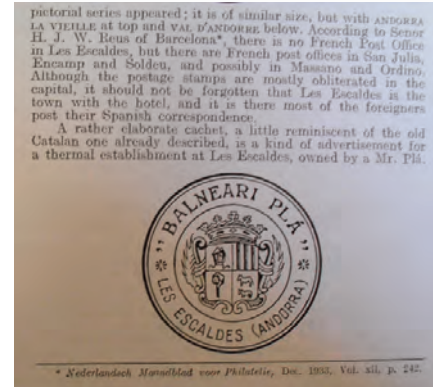 pictorial series appeared; it is of similar size, but with ANDORRA
LA VIEILLE at top and VAL D'ANDORRE below. According to Señor
H. J. W. Reus of Barcelona*, there is no French Post Office
in Les Escaldes, but there are French post offices in San Julia,
Encamp and Soldeu, and possibly in Massano and Ordino.
Although the postage stamps are mostly obliterated in the
capital, it should not be forgotten that Les Escaldes is the
town with the hotel, and it is there most of the foreigners
post their Spanish correspondence.
A rather elaborate cachet, a little reminiscent of the old
Catalan one already described, is a kind of advertisement for
a thermal establishment at Les Escaldes, owned by a Mr. Plá.
" BALNEARI PLÁ "
* LES ESCALDES (ANDORRA) *
* Nederlandsch Maandblad voor Philatelie, Dec. 1933, Vol. xii, p. 242.